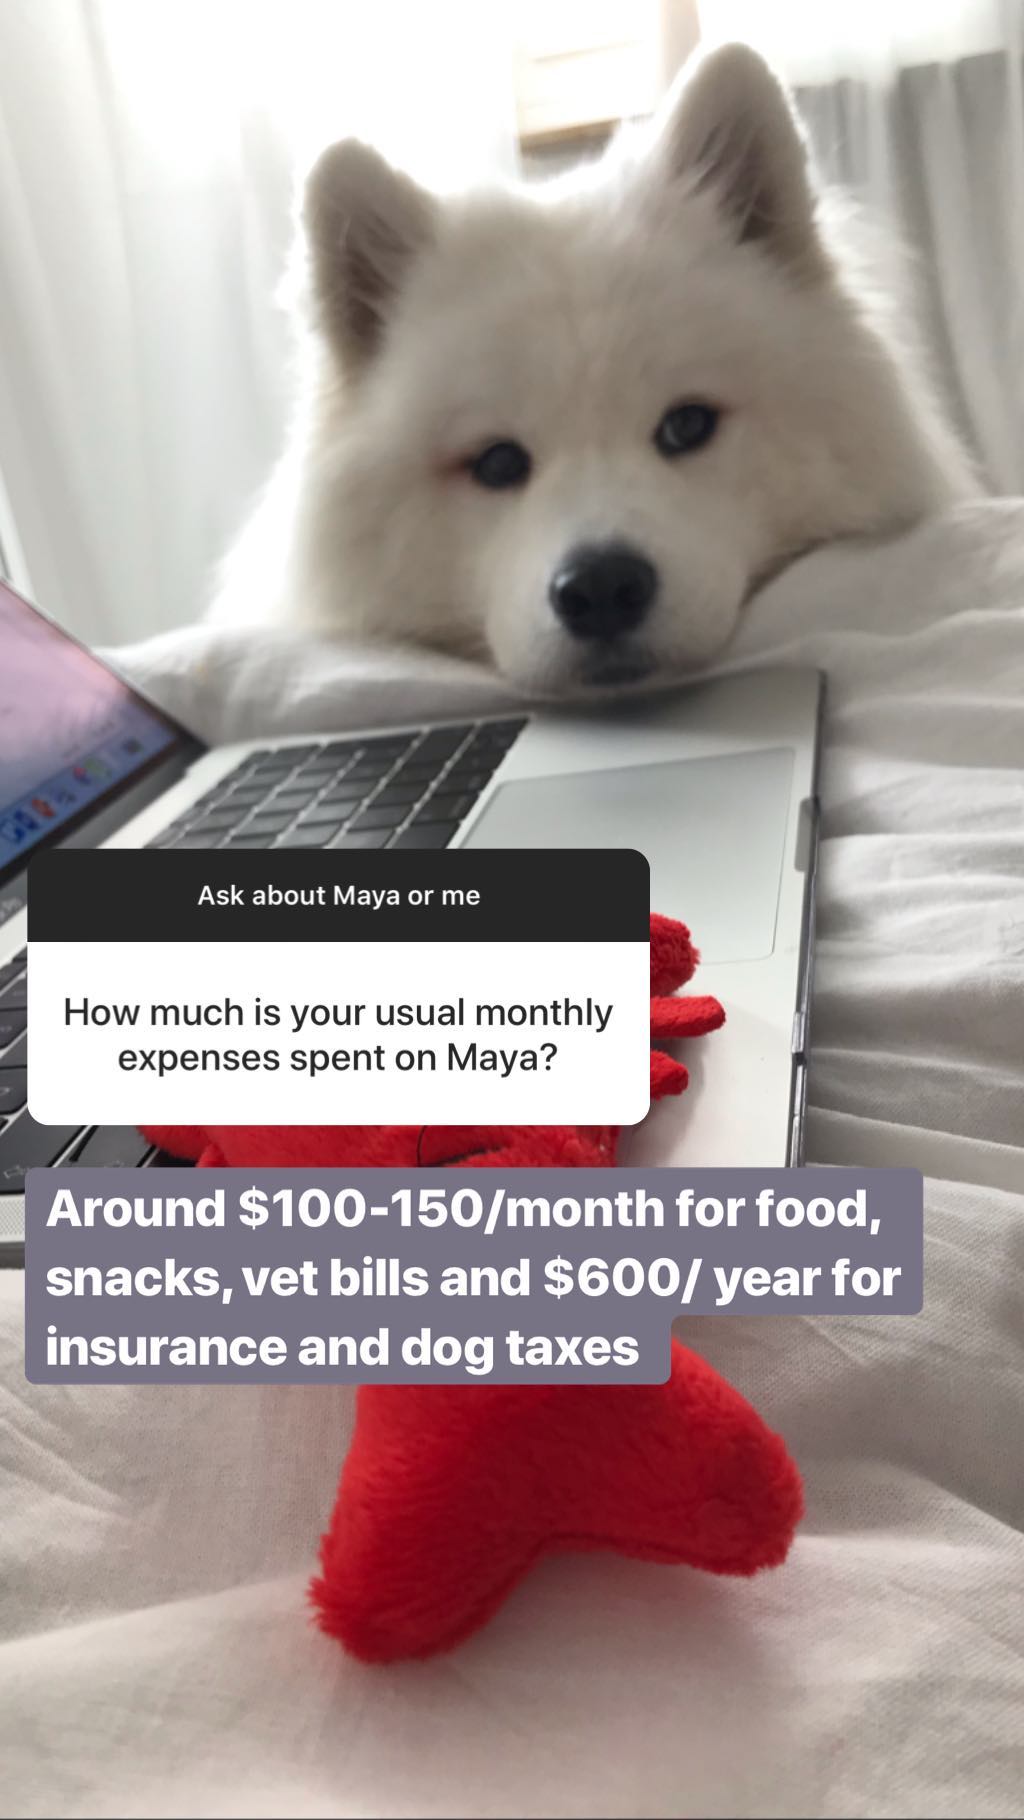 Ask about Maya or me
How much is your usual monthly
expenses spent on Maya?
Around $100-150/month for food,
snacks, vet bills and $600/ year for
insurance and dog taxes